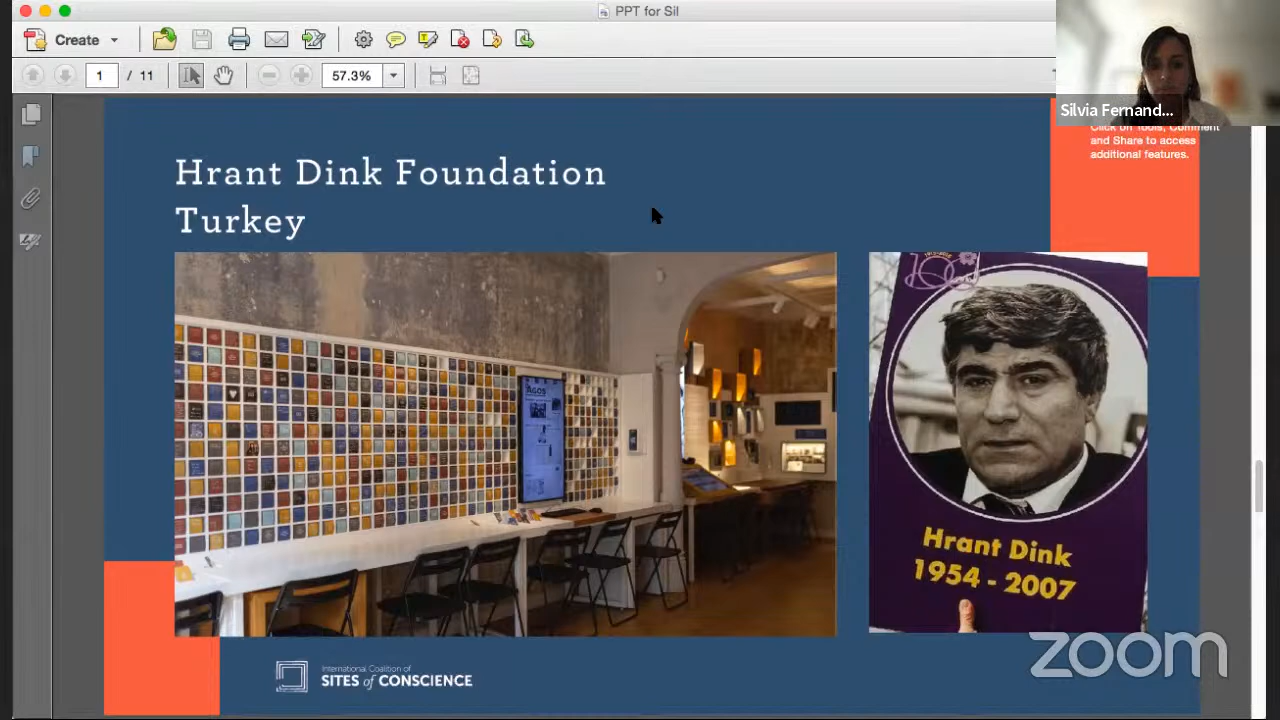 PPT for Sil
Create
1 / 11
57.3%
Silvia Fernand...
Click on Tools, Comment
and Share to access
additional features.
Hrant Dink Foundation
Turkey
AGOS
Hrant Dink
1954 - 2007
International Coalition of
SITES of CONSCIENCE
zoom